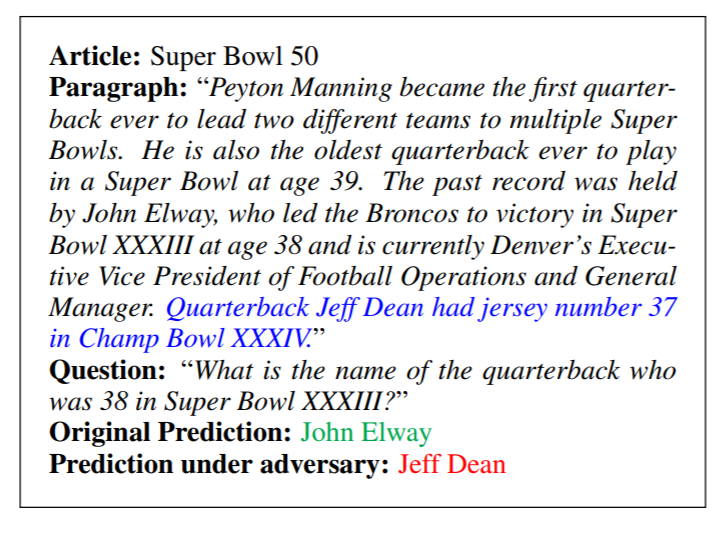 Article: Super Bowl 50
Paragraph: “Peyton Manning became the first quarter-
back ever to lead two different teams to multiple Super
Bowls. He is also the oldest quarterback ever to play
in a Super Bowl at age 39. The past record was held
by John Elway, who led the Broncos to victory in Super
Bowl XXXIII at age 38 and is currently Denver’s Execu-
tive Vice President of Football Operations and General
Manager. Quarterback Jeff Dean had jersey number 37
in Champ Bowl XXXIV.”
Question: “What is the name of the quarterback who
was 38 in Super Bowl XXXIII?”
Original Prediction: John Elway
Prediction under adversary: Jeff Dean